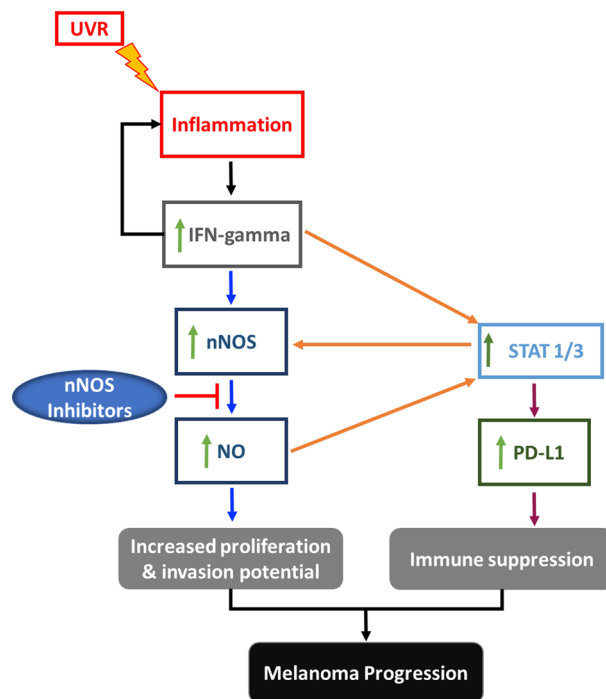 UVR
Inflammation
IFN-gamma
nNOS
STAT 1/3
nNOS
Inhibitors
NO
PD-L1
Increased proliferation
& invasion potential
Immune suppression
Melanoma Progression